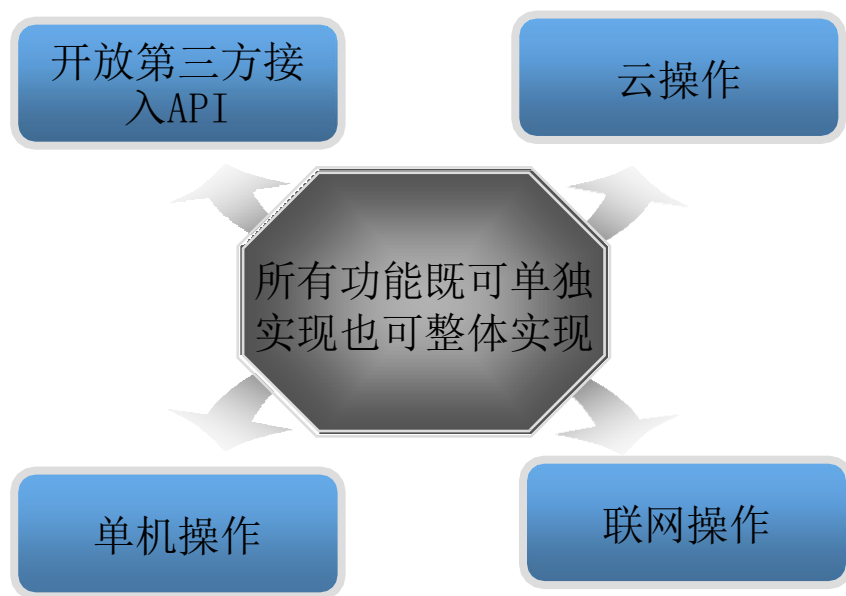 开放第三方接
入API
云操作
所有功能既可单独
实现也可整体实现
单机操作
联网操作